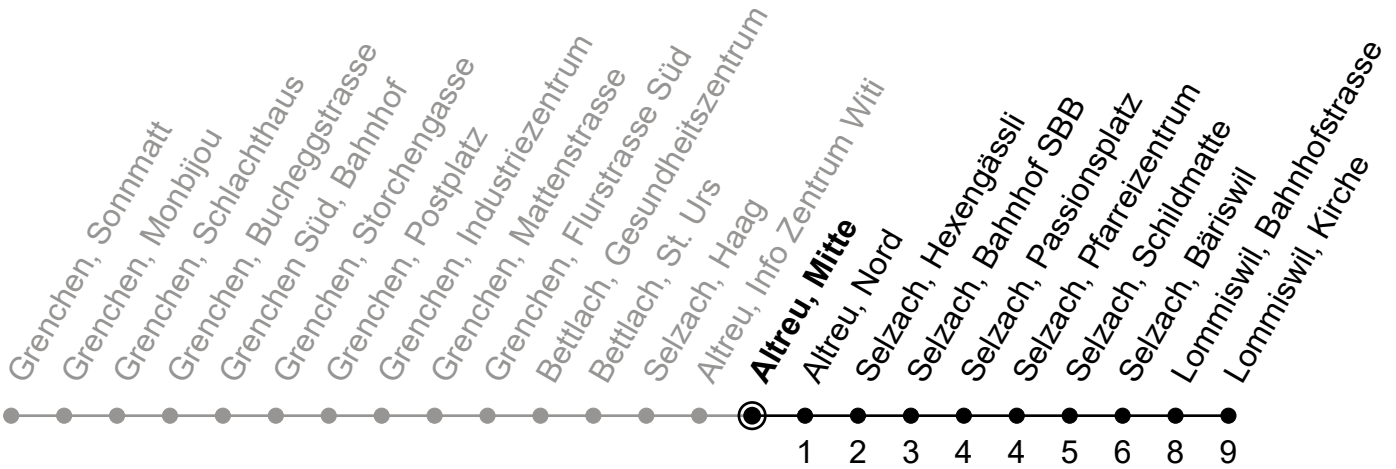 Grenchen, Sonnmatt
Grenchen, Monbijou
Grenchen, Schlachthaus
Grenchen, Bucheggstrasse
Grenchen Süd, Bahnhof
Grenchen, Storchengasse
Grenchen, Postplatz
Grenchen, Industriezentrum
Grenchen, Mattenstrasse
Grenchen, Flurstrasse Süd
Bettlach, Gesundheitszentrum
Bettlach, St. Urs
Selzach, Haag
Altreu, Info Zentrum Witi
Altreu, Mitte
Altreu, Nord
Selzach, Hexengässli
Selzach, Bahnhof SBB
Selzach, Passionsplatz
Selzach, Pfarreizentrum
Selzach, Schildmatte
Selzach, Bäriswil
Lommiswil, Bahnhofstrasse
Lommiswil, Kirche
1 2 3 4 4 5 6 8 9